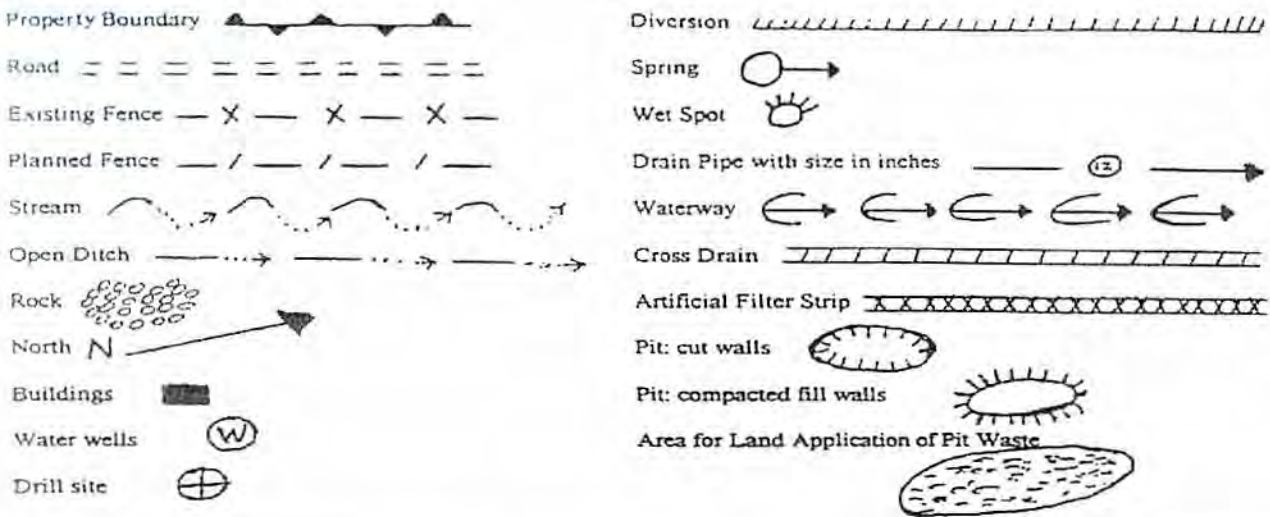 Property Boundary
Road
Existing Fence
Planned Fence
Stream
Open Ditch
Rock
North N
Buildings
Water wells W
Drill site
Diversion
Spring
Wet Spot
Drain Pipe with size in inches 12
Waterway
Cross Drain
Artificial Filter Strip
Pit: cut walls
Pit: compacted fill walls
Area for Land Application of Pit Waste